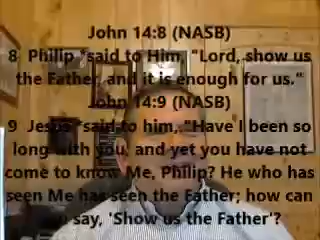 John 14:8 (NASB)
8 Philip *said to Him, "Lord, show us
the Father, and it is enough for us."
John 14:9 (NASB)
9 Jesus *said to him, "Have I been so
long with you, and yet you have not
come to know Me, Philip? He who has
seen Me has seen the Father; how can
say, 'Show us the Father'?